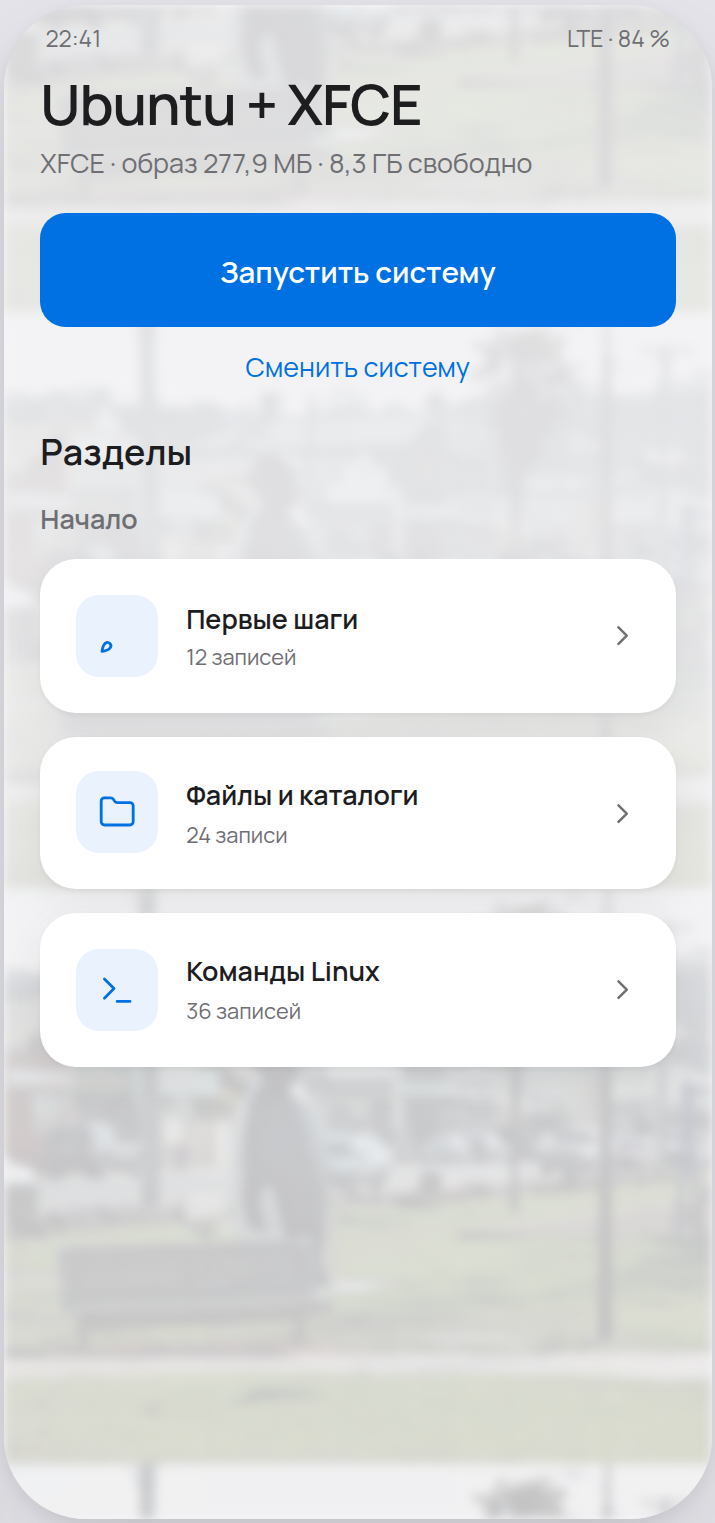 22:41
LTE · 84 %
Ubuntu + XFCE
XFCE · образ 277,9 МБ · 8,3 ГБ свободно
Запустить систему
Сменить систему
Разделы
Начало
Первые шаги
12 записей
Файлы и каталоги
24 записи
Команды Linux
36 записей